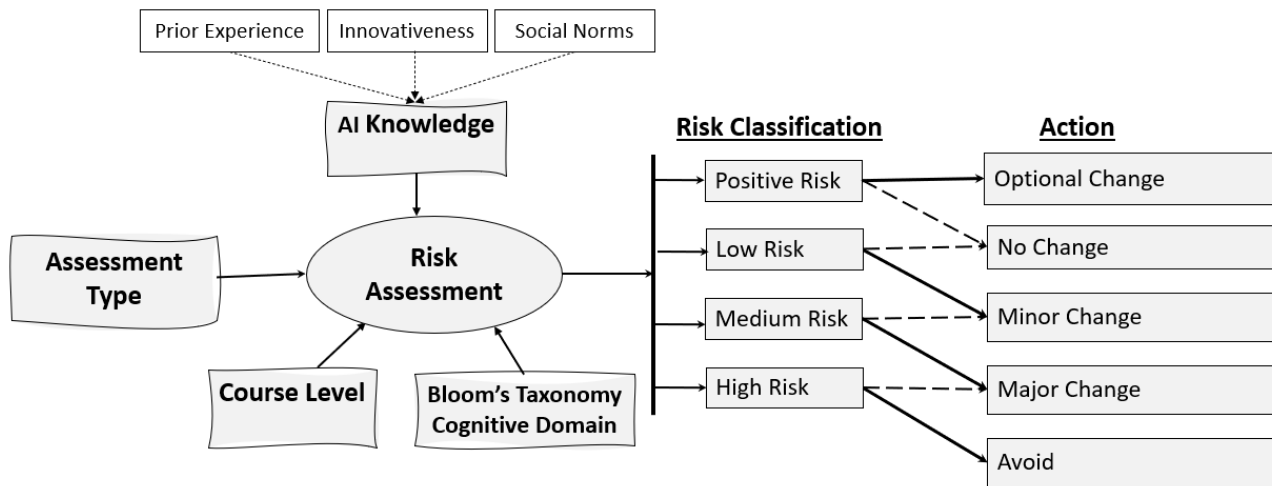 Prior Experience
Innovativeness
Social Norms
AI Knowledge
Risk Classification
Action
Positive Risk
Optional Change
Low Risk
No Change
Assessment
Type
Risk
Assessment
Medium Risk
Minor Change
Course Level
Bloom’s Taxonomy
Cognitive Domain
High Risk
Major Change
Avoid